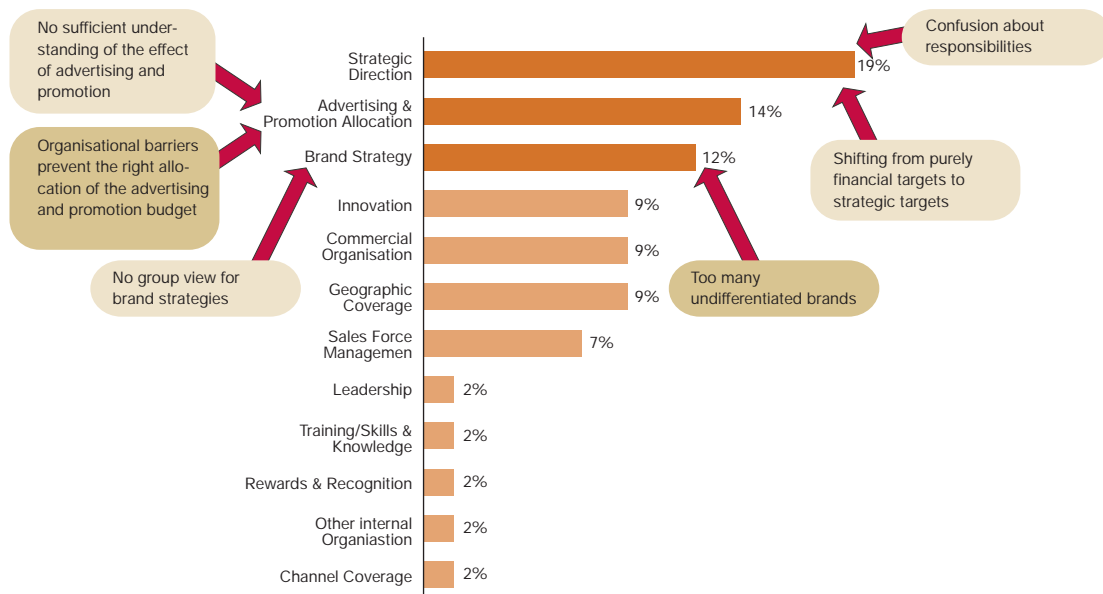 No sufficient under-
standing of the effect
of advertising and
promotion
Organisational barriers
prevent the right allo-
cation of the advertising
and promotion budget
No group view for
brand strategies
Confusion about
responsibilities
Shifting from purely
financial targets to
strategic targets
Too many
undifferentiated brands
Strategic
Direction
19%
Advertising &
Promotion Allocation
14%
Brand Strategy
12%
Innovation
9%
Commercial
Organisation
9%
Geographic
Coverage
9%
Sales Force
Managemen
7%
Leadership
2%
Training/Skills &
Knowledge
2%
Rewards & Recognition
2%
Other internal
Organiastion
2%
Channel Coverage
2%